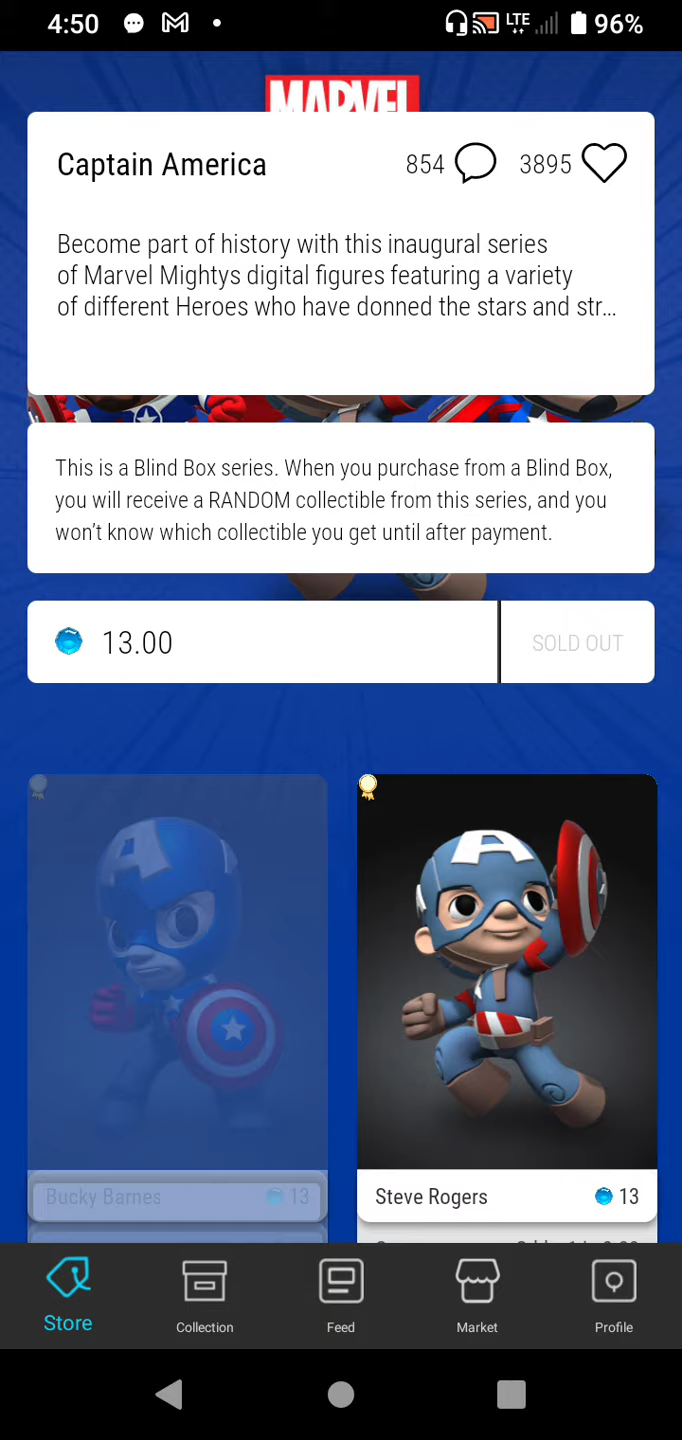 4:50
LTE
96%
MARVEL
Captain America
854
3895
Become part of history with this inaugural series
of Marvel Mightys digital figures featuring a variety
of different Heroes who have donned the stars and str...
This is a Blind Box series. When you purchase from a Blind Box,
you will receive a RANDOM collectible from this series, and you
won't know which collectible you get until after payment.
13.00
SOLD OUT
A
A
Bucky Barnes
13
Steve Rogers
13
Store
Collection
Feed
Market
Profile